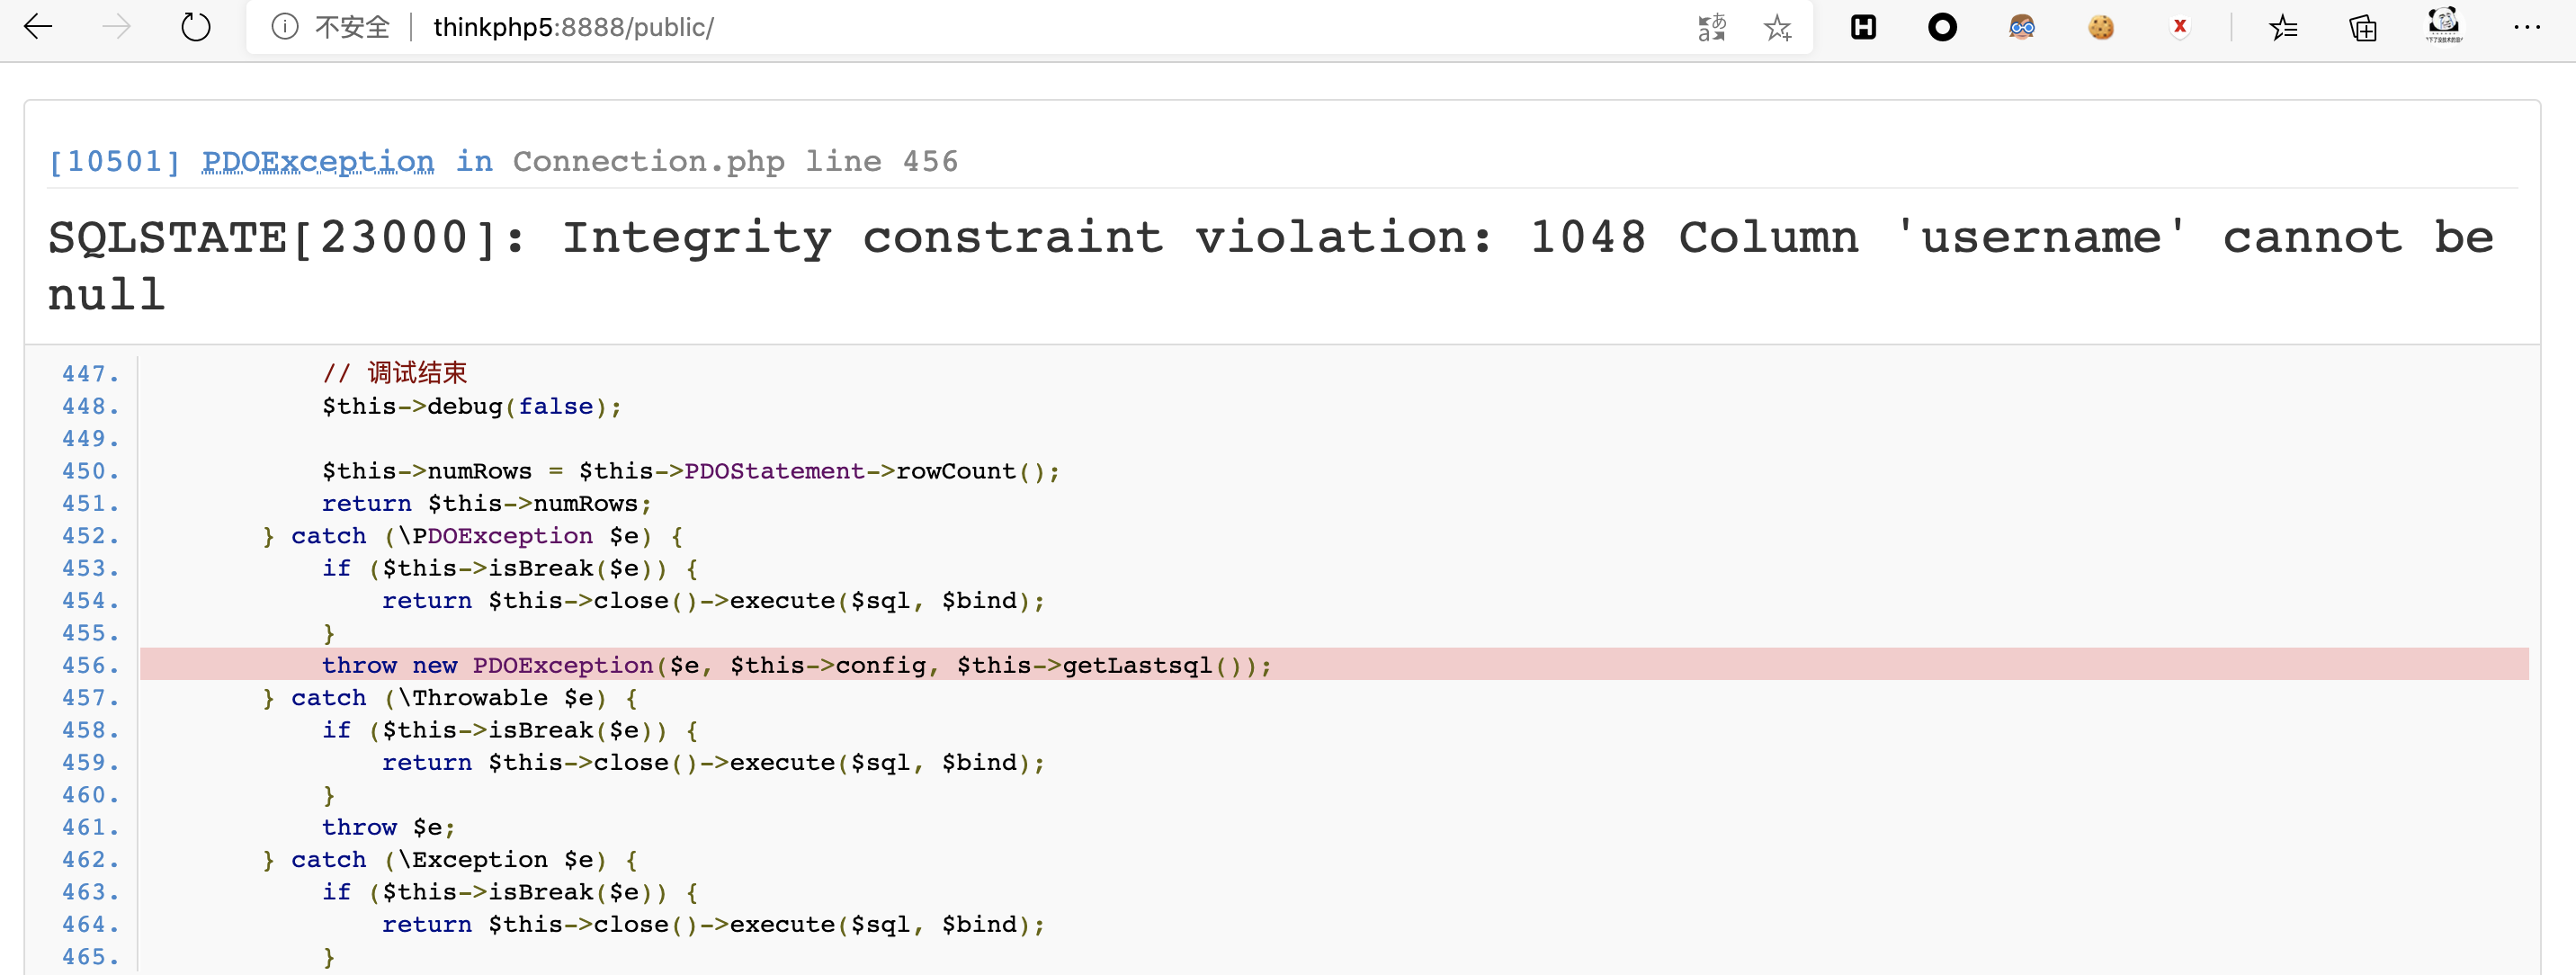 不安全 thinkphp5:8888/public/
[10501] PDOException in Connection.php line 456
SQLSTATE[23000]: Integrity constraint violation: 1048 Column 'username' cannot be
null
447. // 调试结束
448. $this->debug(false);
449.
450. $this->numRows = $this->PDOStatement->rowCount();
451. return $this->numRows;
452. } catch (\PDOException $e) {
453. if ($this->isBreak($e)) {
454. return $this->close()->execute($sql, $bind);
455. }
456. throw new PDOException($e, $this->config, $this->getLastsql());
457. } catch (\Throwable $e) {
458. if ($this->isBreak($e)) {
459. return $this->close()->execute($sql, $bind);
460. }
461. throw $e;
462. } catch (\Exception $e) {
463. if ($this->isBreak($e)) {
464. return $this->close()->execute($sql, $bind);
465. }